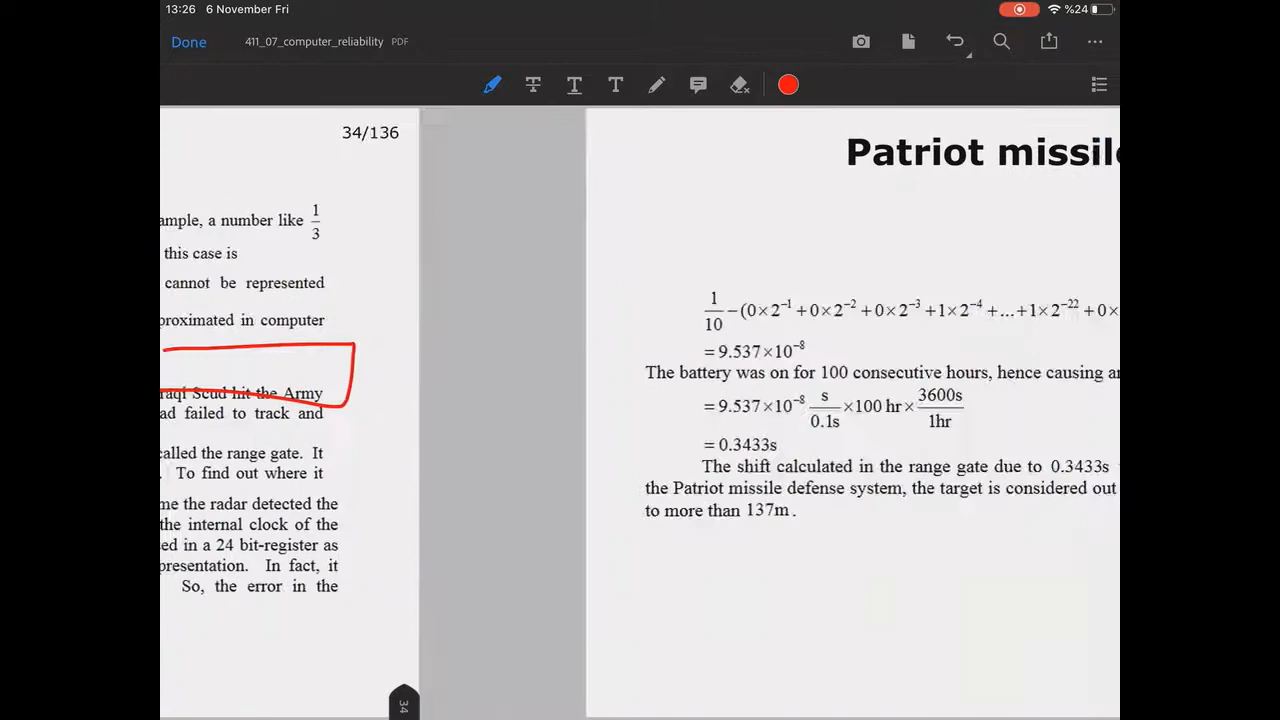 13:26 6 November Fri %24
Done 411_07_computer_reliability PDF
34/136
ample, a number like 1/3
this case is
cannot be represented
proximated in computer
raqi Scud hit the Army
ad failed to track and
called the range gate. It
. To find out where it
me the radar detected the
the internal clock of the
sed in a 24 bit-register as
presentation. In fact, it
So, the error in the
34
Patriot missile
1/10 −(0×2⁻¹ +0×2⁻² +0×2⁻³ +1×2⁻⁴ +...+1×2⁻²² +0×
= 9.537×10⁻⁸
The battery was on for 100 consecutive hours, hence causing an
= 9.537×10⁻⁸ s/0.1s ×100 hr× 3600s/1hr
= 0.3433s
The shift calculated in the range gate due to 0.3433s
the Patriot missile defense system, the target is considered out
to more than 137m.